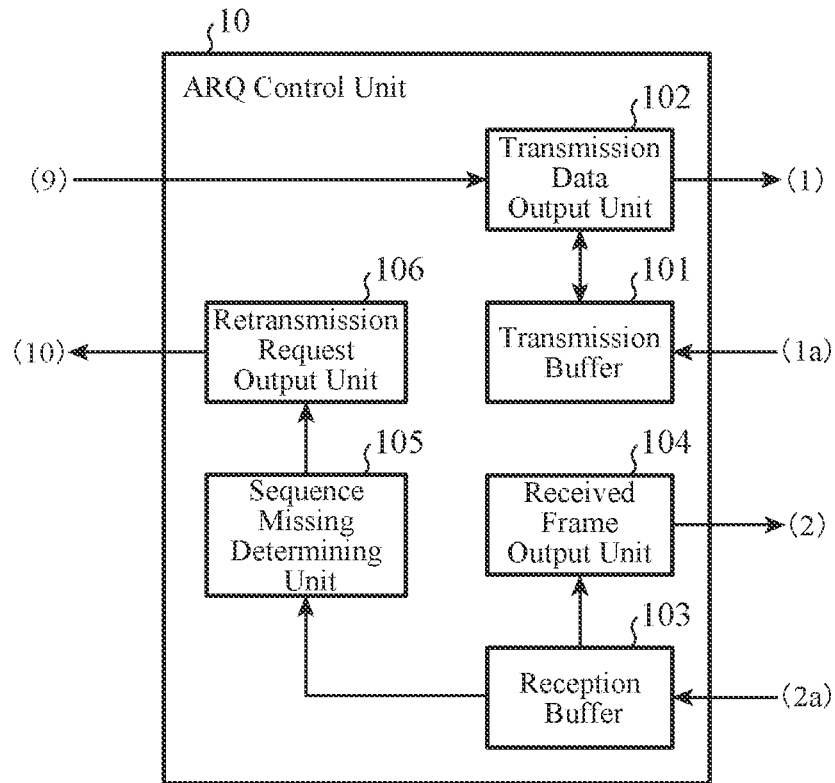 10
ARQ Control Unit
102
(9)
Transmission
Data
Output Unit
(1)
106
101
(10)
Retransmission
Request
Output Unit
Transmission
Buffer
(1a)
105
104
Sequence
Missing
Determining
Unit
Received
Frame
Output Unit
(2)
103
Reception
Buffer
(2a)